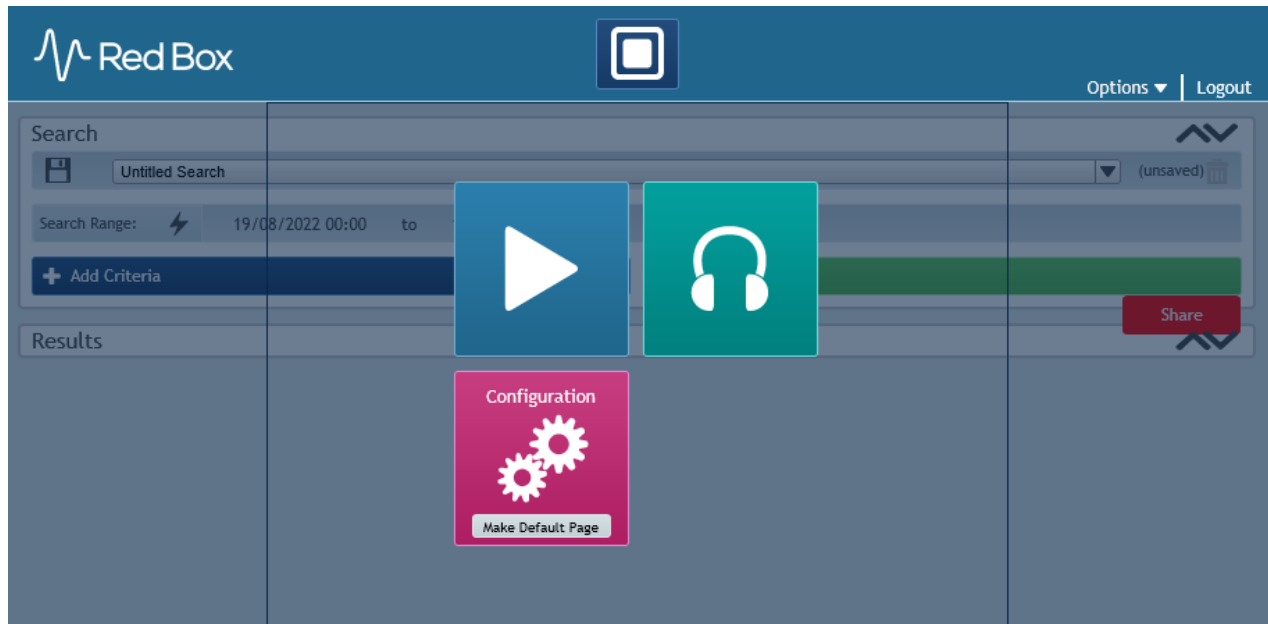 Red Box
Options Logout
Search
Untitled Search (unsaved)
Search Range: 19/08/2022 00:00 to
Add Criteria
Share
Results
Configuration
Make Default Page